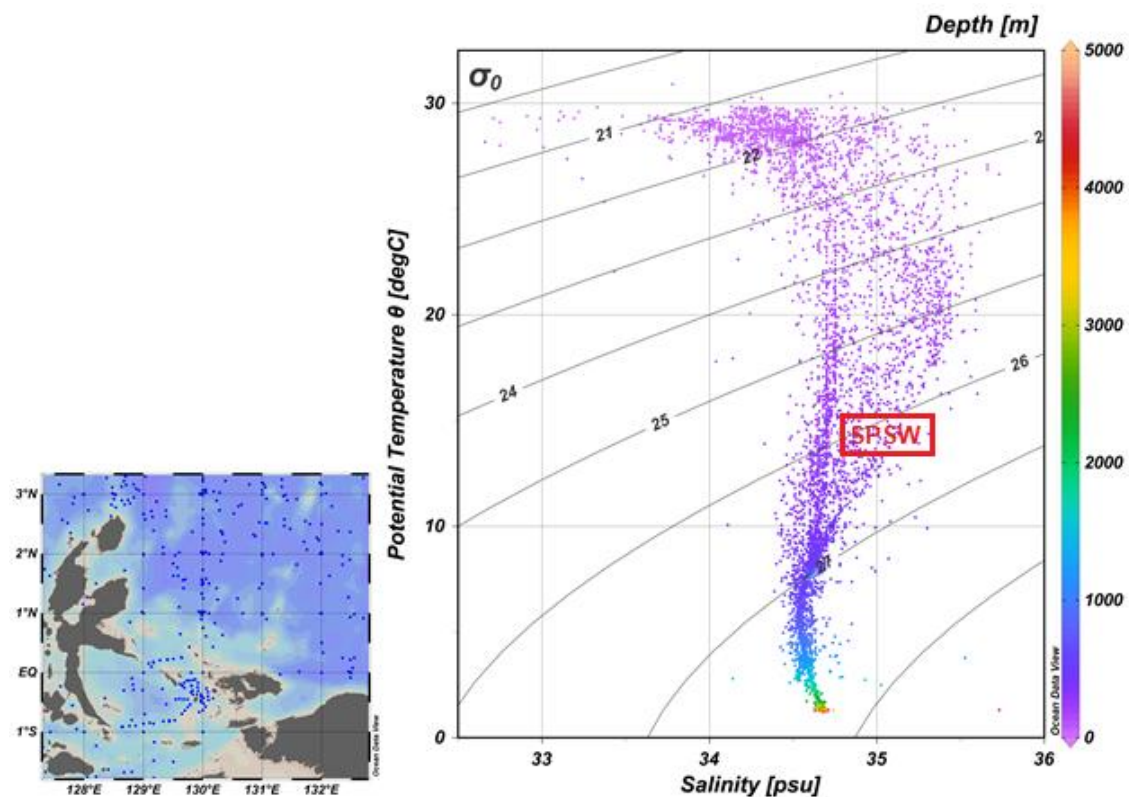 Depth [m]
σ0
5000
4000
3000
2000
1000
0
Potential Temperature θ [degC]
30
20
10
0
21
22
24
25
26
27
2
SPSW
33
34
35
36
Salinity [psu]
Ocean Data View
3°N
2°N
1°N
EQ
1°S
128°E
129°E
130°E
131°E
132°E
Ocean Data View